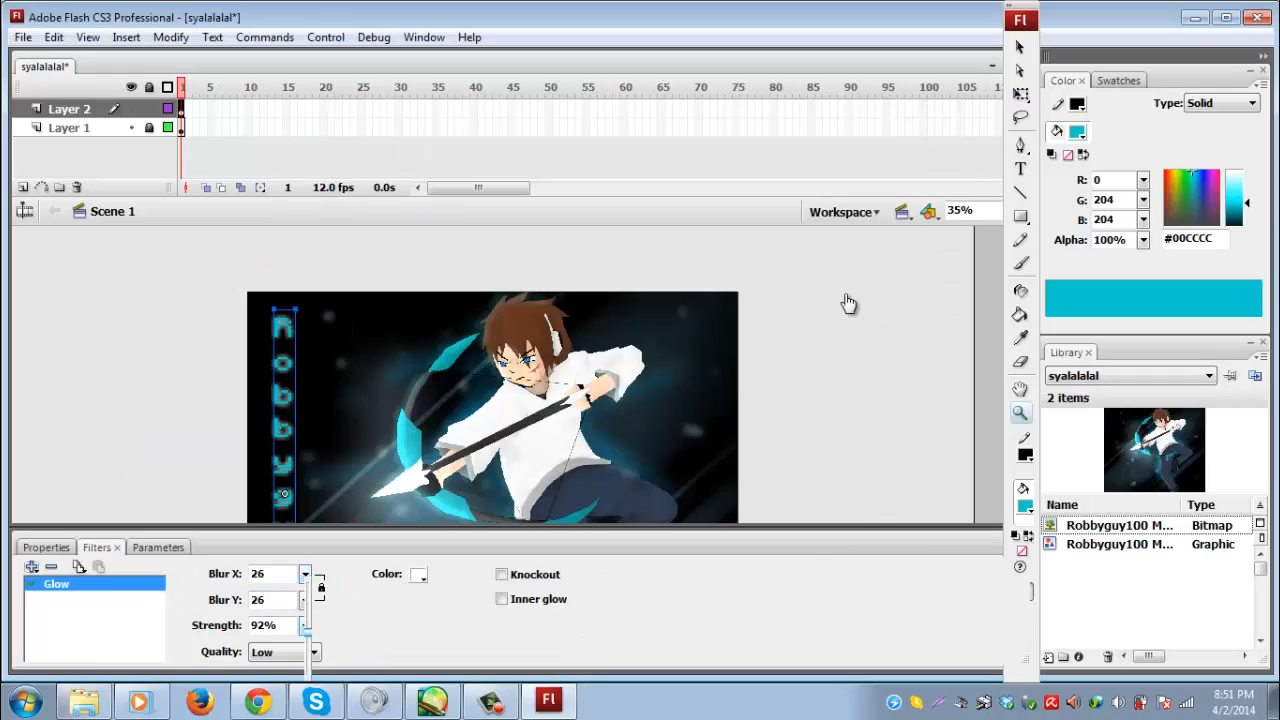 Adobe Flash CS3 Professional - [syalalalal*]
File Edit View Insert Modify Text Commands Control Debug Window Help
syalalalal*
1 5 10 15 20 25 30 35 40 45 50 55 60 65 70 75 80 85 90 95 100 105
Layer 2
Layer 1
1 12.0 fps 0.0s
Scene 1
Workspace
35%
R
o
b
b
y
g
Properties Filters Parameters
Glow
Blur X: 26
Blur Y: 26
Strength: 92%
Quality: Low
Color:
Knockout
Inner glow
Fl
Color Swatches
Type: Solid
R: 0
G: 204
B: 204
Alpha: 100%
#00CCCC
Library
syalalalal
2 items
Name Type
Robbyguy100 M... Bitmap
Robbyguy100 M... Graphic
Fl
8:51 PM
4/2/2014